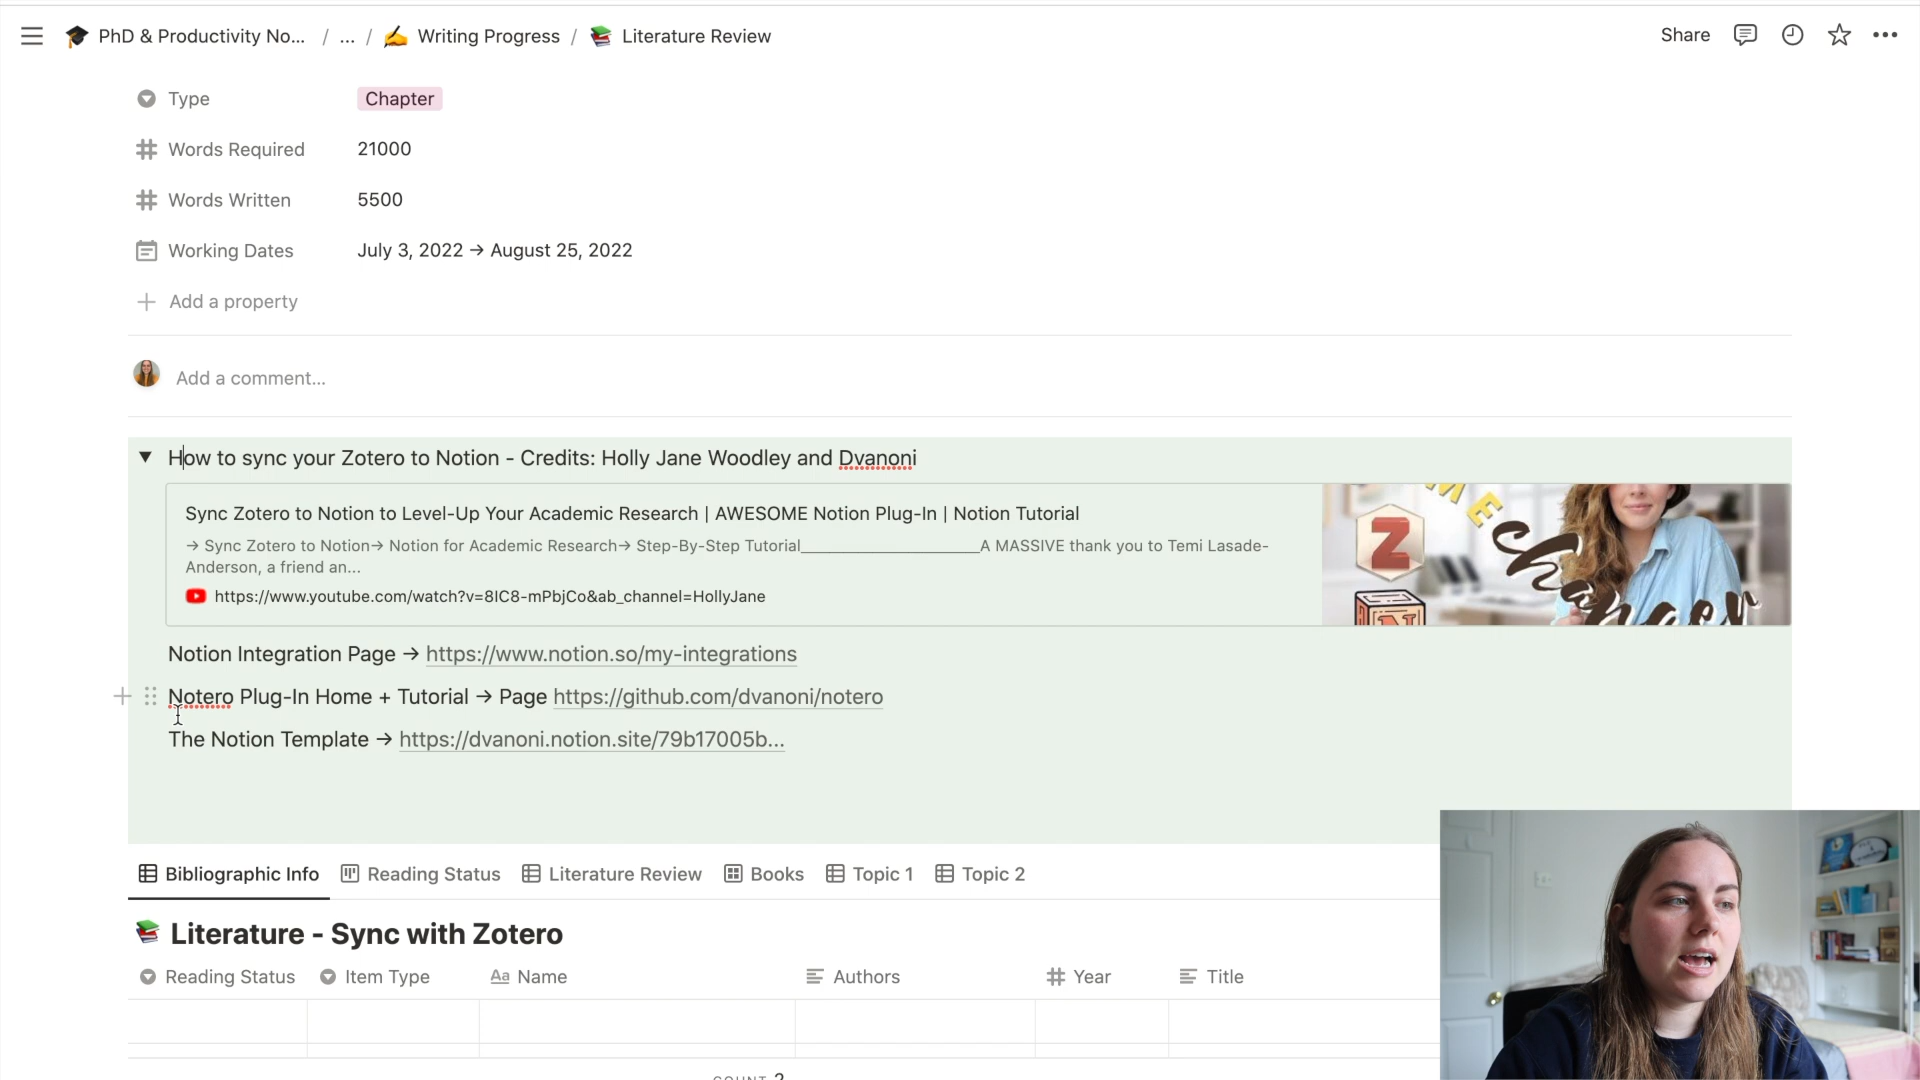 PhD & Productivity No... / ... / Writing Progress / Literature Review
Share
Type Chapter
Words Required 21000
Words Written 5500
Working Dates July 3, 2022 → August 25, 2022
Add a property
Add a comment...
How to sync your Zotero to Notion - Credits: Holly Jane Woodley and Dvanoni
Sync Zotero to Notion to Level-Up Your Academic Research | AWESOME Notion Plug-In | Notion Tutorial
→ Sync Zotero to Notion→ Notion for Academic Research→ Step-By-Step Tutorial____________________A MASSIVE thank you to Temi Lasade-
Anderson, a friend an...
https://www.youtube.com/watch?v=8IC8-mPbjCo&ab_channel=HollyJane
Z
Changer
Notion Integration Page → https://www.notion.so/my-integrations
Notero Plug-In Home + Tutorial → Page https://github.com/dvanoni/notero
The Notion Template → https://dvanoni.notion.site/79b17005b...
Bibliographic Info Reading Status Literature Review Books Topic 1 Topic 2
Literature - Sync with Zotero
Reading Status Item Type Aa Name Authors Year Title
COUNT 2